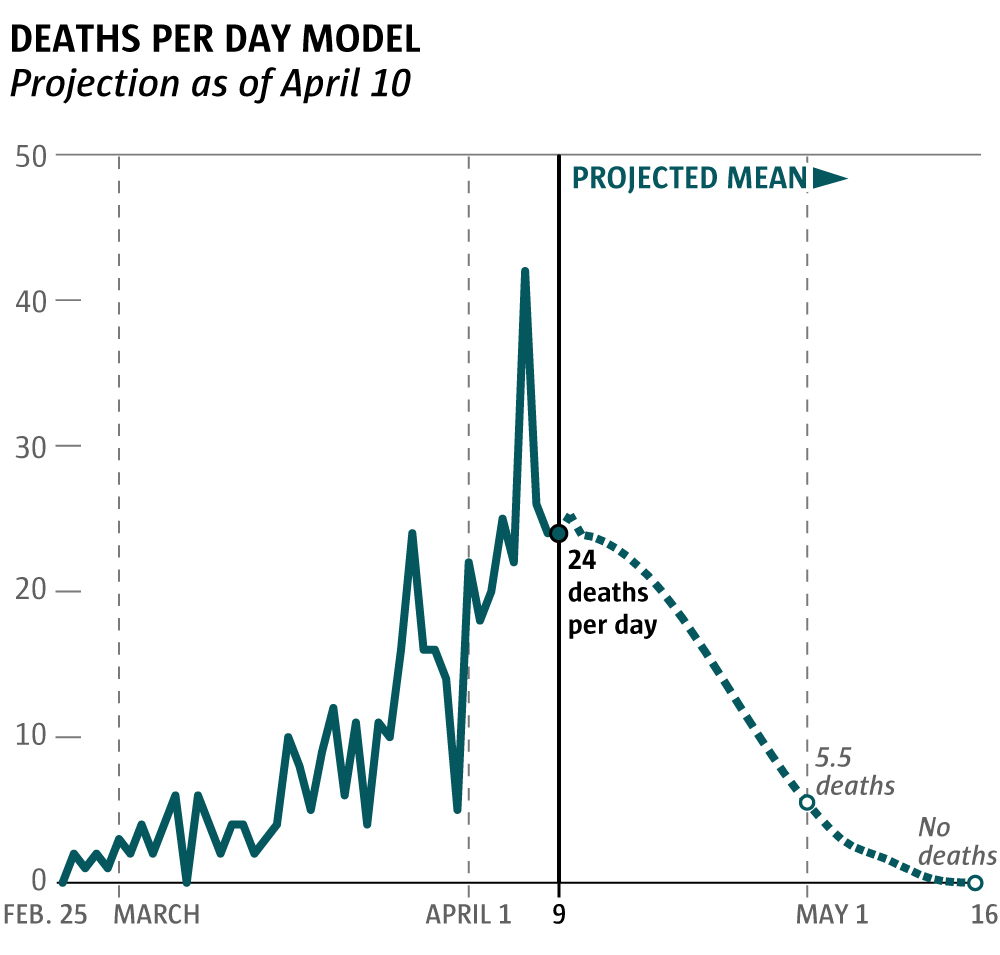 DEATHS PER DAY MODEL
Projection as of April 10
50
PROJECTED MEAN
40
30
20
10
0
24
deaths
per day
5.5
deaths
No
deaths
FEB. 25 MARCH APRIL 1 9 MAY 1 16